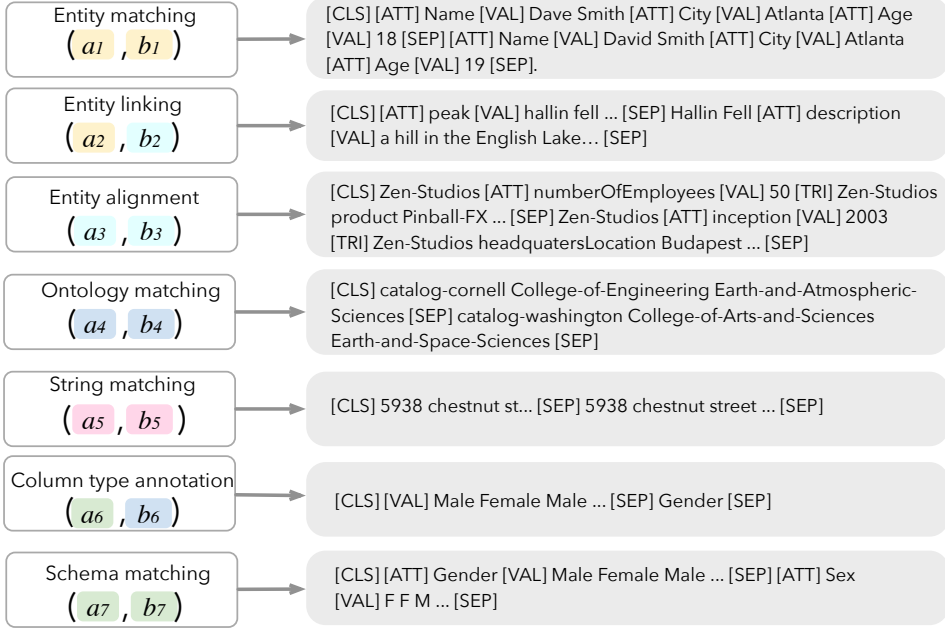 Entity matching
(a1, b1)
[CLS] [ATT] Name [VAL] Dave Smith [ATT] City [VAL] Atlanta [ATT] Age
[VAL] 18 [SEP] [ATT] Name [VAL] David Smith [ATT] City [VAL] Atlanta
[ATT] Age [VAL] 19 [SEP].
Entity linking
(a2, b2)
[CLS] [ATT] peak [VAL] hallin fell ... [SEP] Hallin Fell [ATT] description
[VAL] a hill in the English Lake... [SEP]
Entity alignment
(a3, b3)
[CLS] Zen-Studios [ATT] numberOfEmployees [VAL] 50 [TRI] Zen-Studios
product Pinball-FX ... [SEP] Zen-Studios [ATT] inception [VAL] 2003
[TRI] Zen-Studios headquatersLocation Budapest ... [SEP]
Ontology matching
(a4, b4)
[CLS] catalog-cornell College-of-Engineering Earth-and-Atmospheric-
Sciences [SEP] catalog-washington College-of-Arts-and-Sciences
Earth-and-Space-Sciences [SEP]
String matching
(a5, b5)
[CLS] 5938 chestnut st... [SEP] 5938 chestnut street ... [SEP]
Column type annotation
(a6, b6)
[CLS] [VAL] Male Female Male ... [SEP] Gender [SEP]
Schema matching
(a7, b7)
[CLS] [ATT] Gender [VAL] Male Female Male ... [SEP] [ATT] Sex
[VAL] F F M ... [SEP]